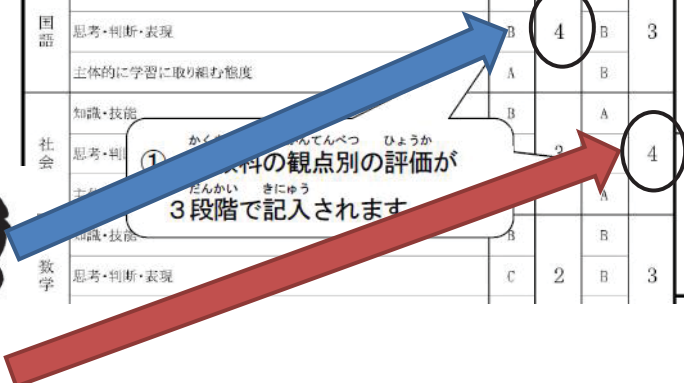 国語
思考・判断・表現 B 4 B 3
主体的に学習に取り組む態度 A B
社会
知識・技能 B A
4
①
科の観点別の評価が
んてんべつ ひょうか
だんかい きにゅう
3段階で記入されます
数学
知識・技能 B B
思考・判断・表現 C 2 B 3